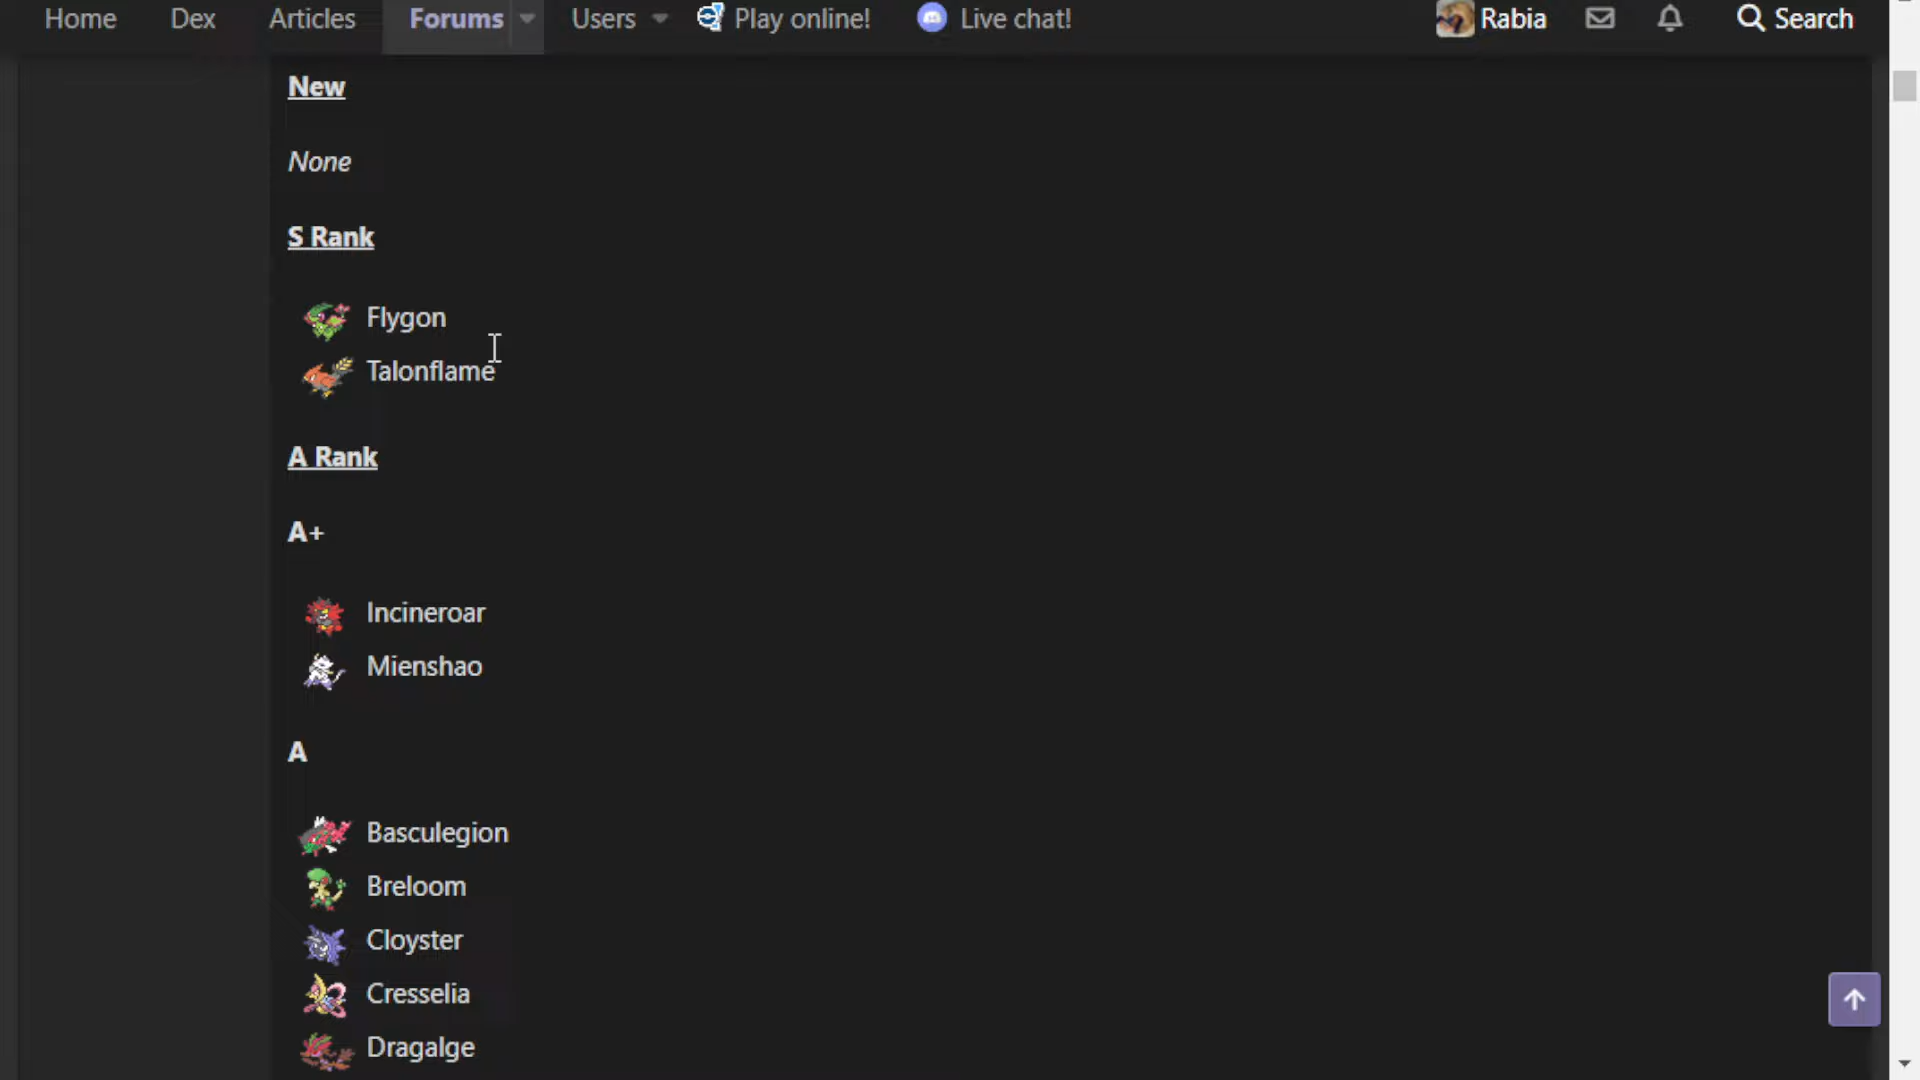 Home Dex Articles Forums Users Play online! Live chat! Rabia Search
New
None
S Rank
Flygon
Talonflame
A Rank
A+
Incineroar
Mienshao
A
Basculegion
Breloom
Cloyster
Cresselia
Dragalge